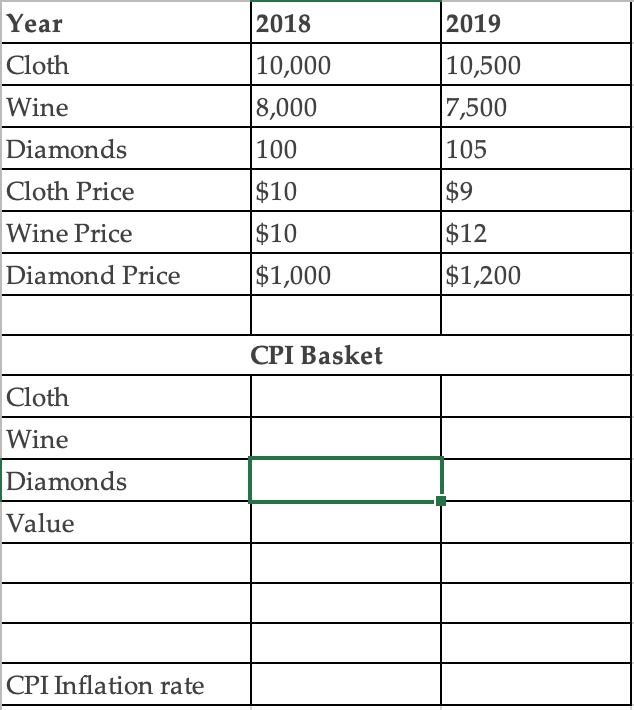 Year 2018 2019
Cloth 10,000 10,500
Wine 8,000 7,500
Diamonds 100 105
Cloth Price $10 $9
Wine Price $10 $12
Diamond Price $1,000 $1,200
CPI Basket
Cloth
Wine
Diamonds
Value
CPI Inflation rate